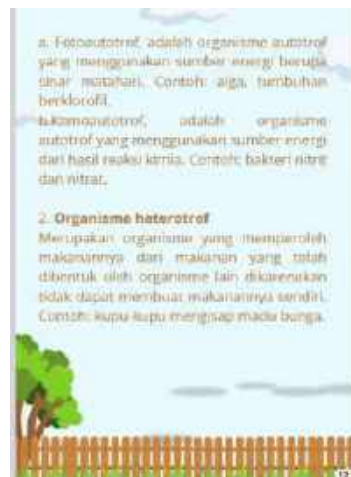 a. Fotoautotrof, adalah organisme autotrof
yang menggunakan sumber energi berupa
sinar matahari. Contoh: alga, tumbuhan
berklorofil.
b.Kemoautotrof, adalah organisme
autotrof yang menggunakan sumber energi
dari hasil reaksi kimia. Contoh: bakteri nitrit
dan nitrat.
2. Organisme heterotrof
Merupakan organisme yang memperoleh
makanannya dari makanan yang telah
dibentuk oleh organisme lain dikarenakan
tidak dapat membuat makanannya sendiri.
Contoh: kupu-kupu mengisap madu bunga.
12